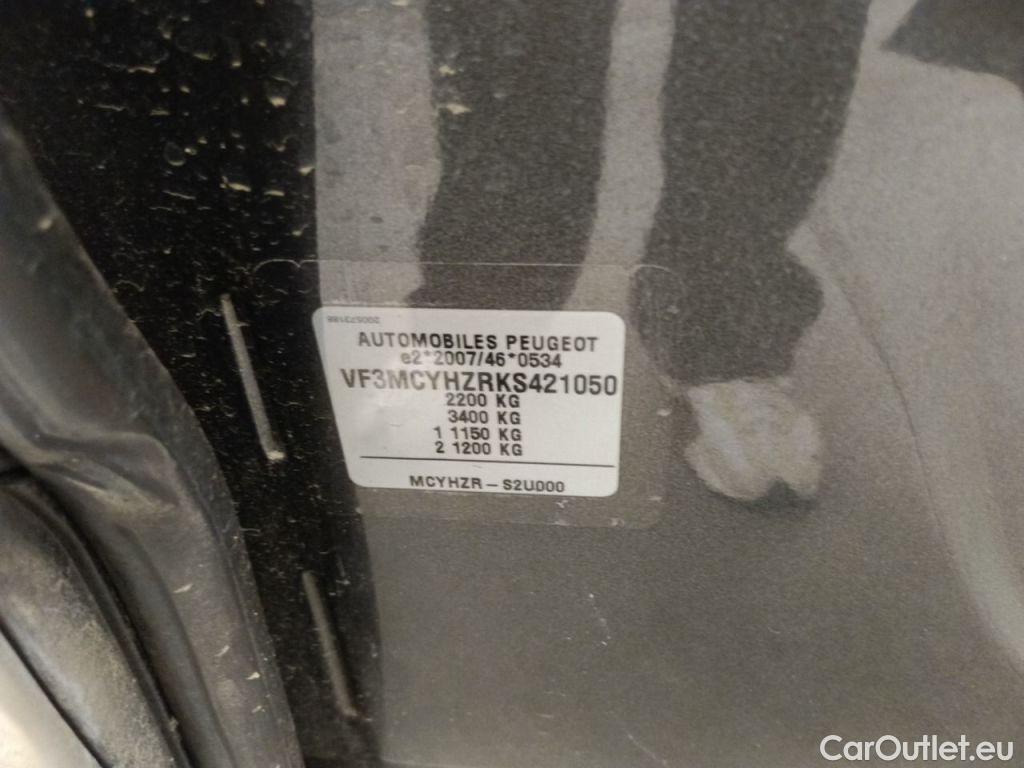 200573188
AUTOMOBILES PEUGEOT
e2*2007/46*0534
VF3MCYHZRKS421050
2200 KG
3400 KG
1 1150 KG
2 1200 KG
MCYHZR - S2U000
CarOutlet.eu